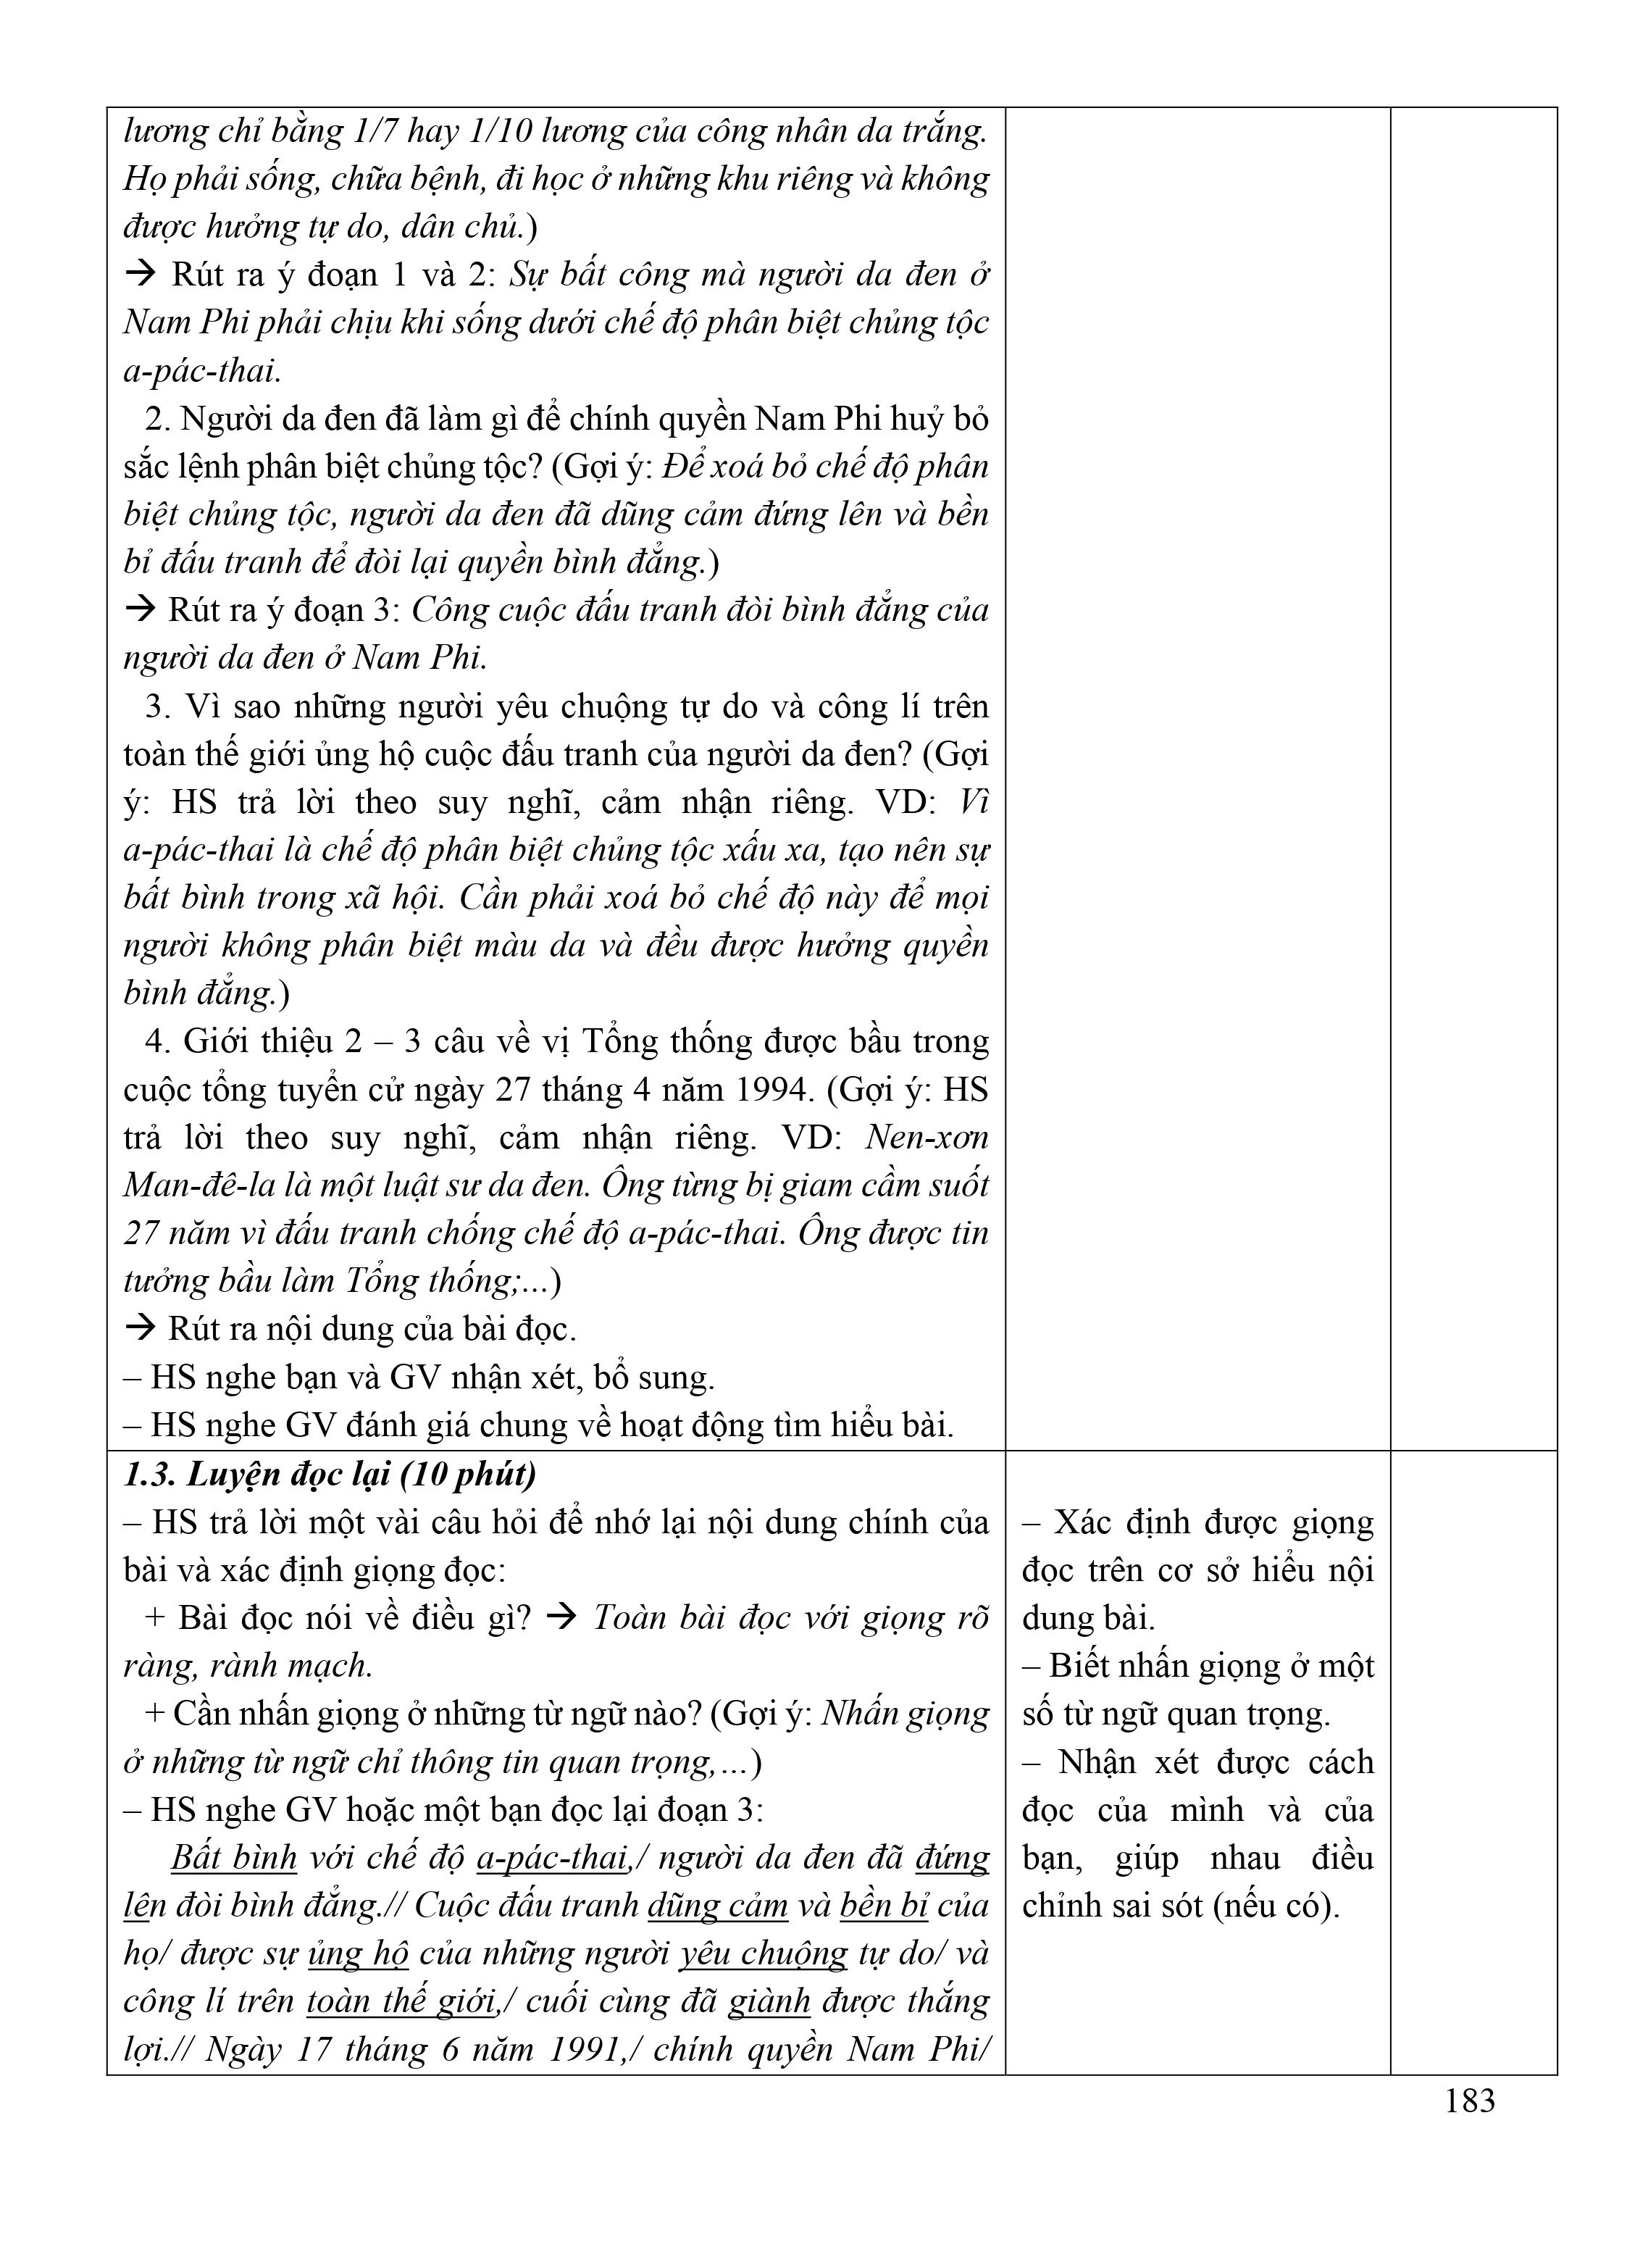 lương chỉ bằng 1/7 hay 1/10 lương của công nhân da trắng.
Họ phải sống, chữa bệnh, đi học ở những khu riêng và không
được hưởng tự do, dân chủ.)
→ Rút ra ý đoạn 1 và 2: Sự bất công mà người da đen ở
Nam Phi phải chịu khi sống dưới chế độ phân biệt chủng tộc
a-pác-thai.
2. Người da đen đã làm gì để chính quyền Nam Phi huỷ bỏ
sắc lệnh phân biệt chủng tộc? (Gợi ý: Để xoá bỏ chế độ phân
biệt chủng tộc, người da đen đã dũng cảm đứng lên và bền
bỉ đấu tranh để đòi lại quyền bình đẳng.)
→ Rút ra ý đoạn 3: Công cuộc đấu tranh đòi bình đẳng của
người da đen ở Nam Phi.
3. Vì sao những người yêu chuộng tự do và công lí trên
toàn thế giới ủng hộ cuộc đấu tranh của người da đen? (Gợi
ý: HS trả lời theo suy nghĩ, cảm nhận riêng. VD: Vì
a-pác-thai là chế độ phân biệt chủng tộc xấu xa, tạo nên sự
bất bình trong xã hội. Cần phải xoá bỏ chế độ này để mọi
người không phân biệt màu da và đều được hưởng quyền
bình đẳng.)
4. Giới thiệu 2 – 3 câu về vị Tổng thống được bầu trong
cuộc tổng tuyển cử ngày 27 tháng 4 năm 1994. (Gợi ý: HS
trả lời theo suy nghĩ, cảm nhận riêng. VD: Nen-xơn
Man-đê-la là một luật sư da đen. Ông từng bị giam cầm suốt
27 năm vì đấu tranh chống chế độ a-pác-thai. Ông được tin
tưởng bầu làm Tổng thống;...)
→ Rút ra nội dung của bài đọc.
– HS nghe bạn và GV nhận xét, bổ sung.
– HS nghe GV đánh giá chung về hoạt động tìm hiểu bài.
1.3. Luyện đọc lại (10 phút)
– HS trả lời một vài câu hỏi để nhớ lại nội dung chính của
bài và xác định giọng đọc:
+ Bài đọc nói về điều gì? → Toàn bài đọc với giọng rõ
ràng, rành mạch.
+ Cần nhấn giọng ở những từ ngữ nào? (Gợi ý: Nhấn giọng
ở những từ ngữ chỉ thông tin quan trọng,...)
– HS nghe GV hoặc một bạn đọc lại đoạn 3:
Bất bình với chế độ a-pác-thai,/ người da đen đã đứng
lên đòi bình đẳng.// Cuộc đấu tranh dũng cảm và bền bỉ của
họ/ được sự ủng hộ của những người yêu chuộng tự do/ và
công lí trên toàn thế giới,/ cuối cùng đã giành được thắng
lợi.// Ngày 17 tháng 6 năm 1991,/ chính quyền Nam Phi/
– Xác định được giọng
đọc trên cơ sở hiểu nội
dung bài.
– Biết nhấn giọng ở một
số từ ngữ quan trọng.
– Nhận xét được cách
đọc của mình và của
bạn, giúp nhau điều
chỉnh sai sót (nếu có).
183